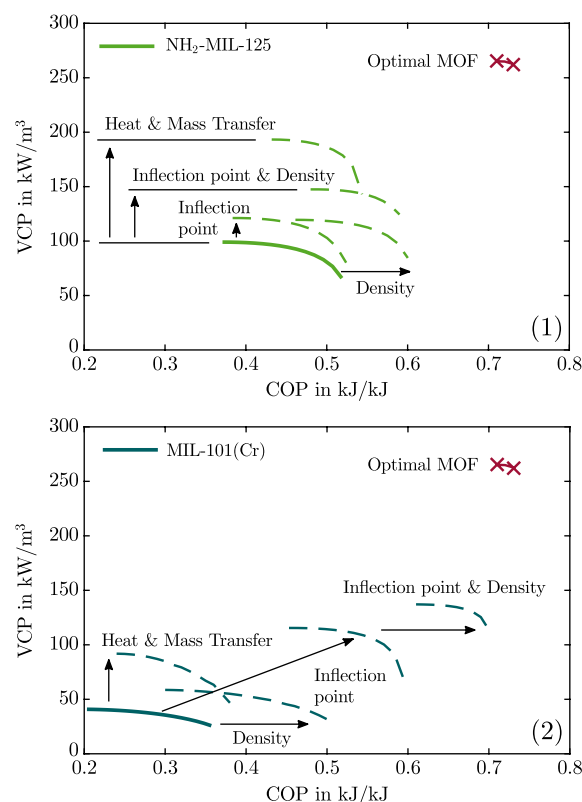 300
250
200
150
100
50
0
VCP in kW/m³
NH₂-MIL-125
Optimal MOF
Heat & Mass Transfer
Inflection point & Density
Inflection
point
Density
(1)
0.2 0.3 0.4 0.5 0.6 0.7 0.8
COP in kJ/kJ
300
250
200
150
100
50
0
VCP in kW/m³
MIL-101(Cr)
Optimal MOF
Inflection point & Density
Heat & Mass Transfer
Inflection
point
Density
(2)
0.2 0.3 0.4 0.5 0.6 0.7 0.8
COP in kJ/kJ